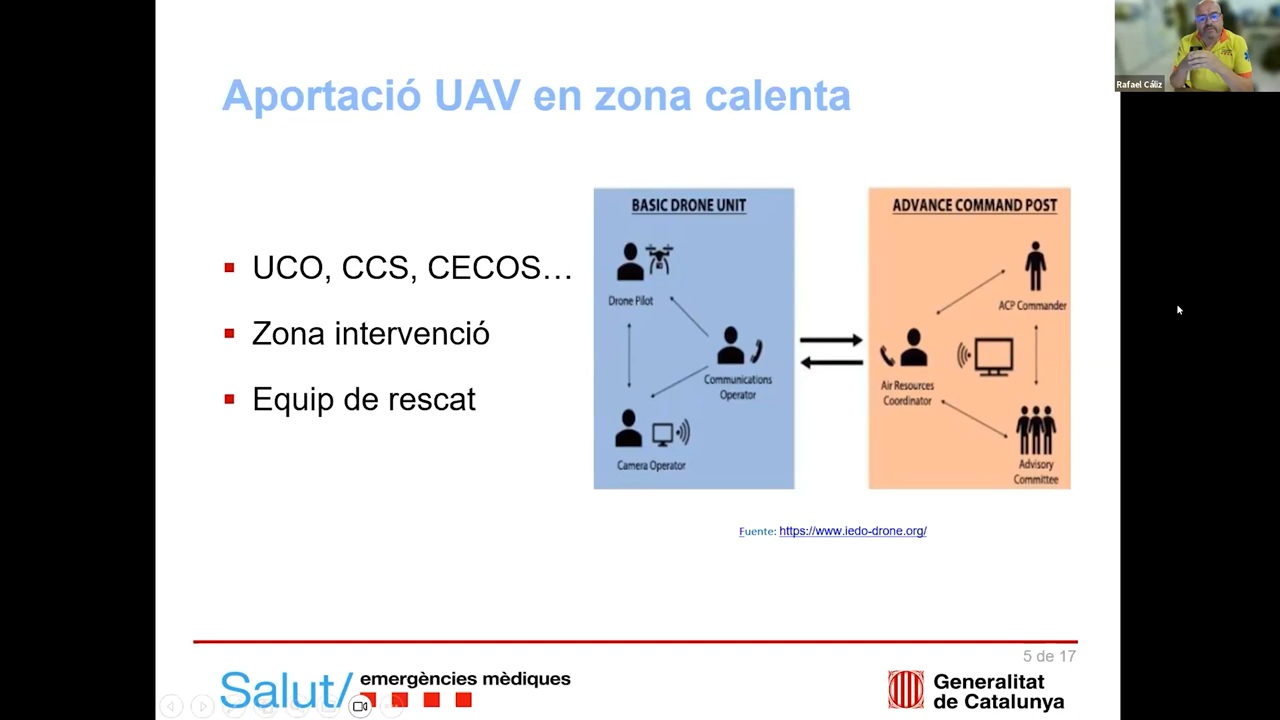 Aportació UAV en zona calenta
Rafael Cáliz
UCO, CCS, CECOS…
Zona intervenció
Equip de rescat
BASIC DRONE UNIT
Drone Pilot
Communications
Operator
Camera Operator
ADVANCE COMMAND POST
ACP Commander
Air Resources
Coordinator
Advisory
Committee
Fuente: https://www.iedo-drone.org/
5 de 17
Salut/ emergències mèdiques
Generalitat
de Catalunya